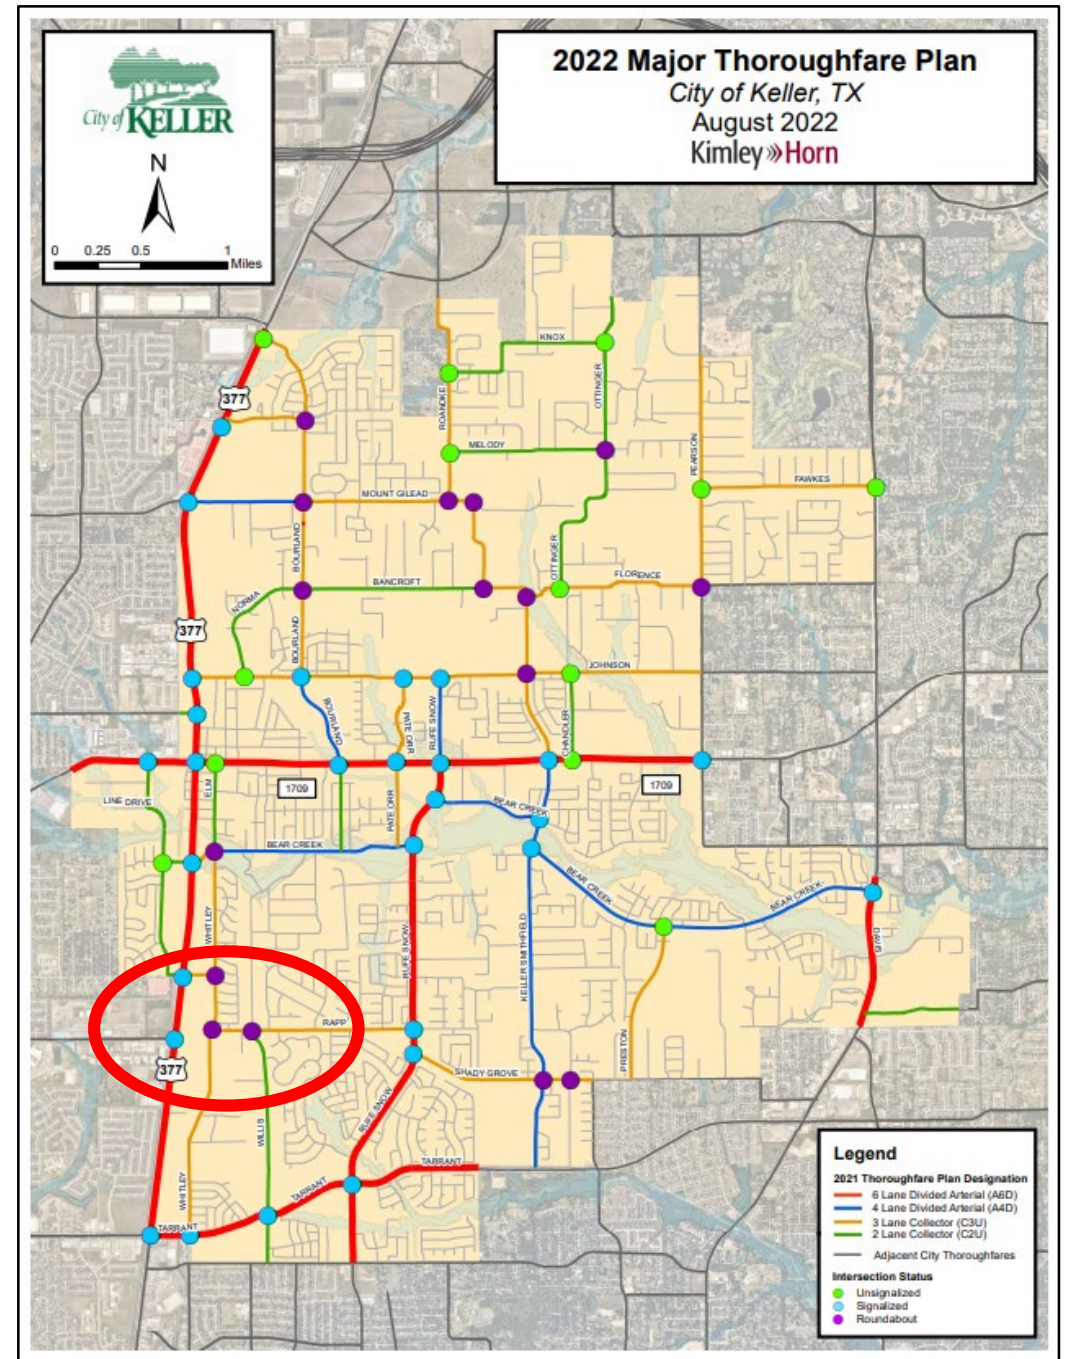 City of KELLER
N
0 0.25 0.5 1
Miles
2022 Major Thoroughfare Plan
City of Keller, TX
August 2022
Kimley»Horn
KNOX
377
OTTINGER
ROANOKE
MELODY
PEARSON
FAWKES
MOUNT GILEAD
BOURLAND
OTTINGER
FLORENCE
BANCROFT
NORMA
377
BOURLAND
JOHNSON
BOURLAND
PATE ORR
RUFE SNOW
CHANDLER
ELM
1709
1709
LINE DRIVE
PATE ORR
BEAR CREEK
BEAR CREEK
BEAR CREEK
BEAR CREEK
WHITLEY
RUFE SNOW
KELLER SMITHFIELD
DAVIS
RAPP
377
PRESTON
SHADY GROVE
RUFE SNOW
WILLIS
TARRANT
TARRANT
WHITLEY
TARRANT
Legend
2021 Thoroughfare Plan Designation
6 Lane Divided Arterial (A6D)
4 Lane Divided Arterial (A4D)
3 Lane Collector (C3U)
2 Lane Collector (C2U)
Adjacent City Thoroughfares
Intersection Status
Unsignalized
Signalized
Roundabout